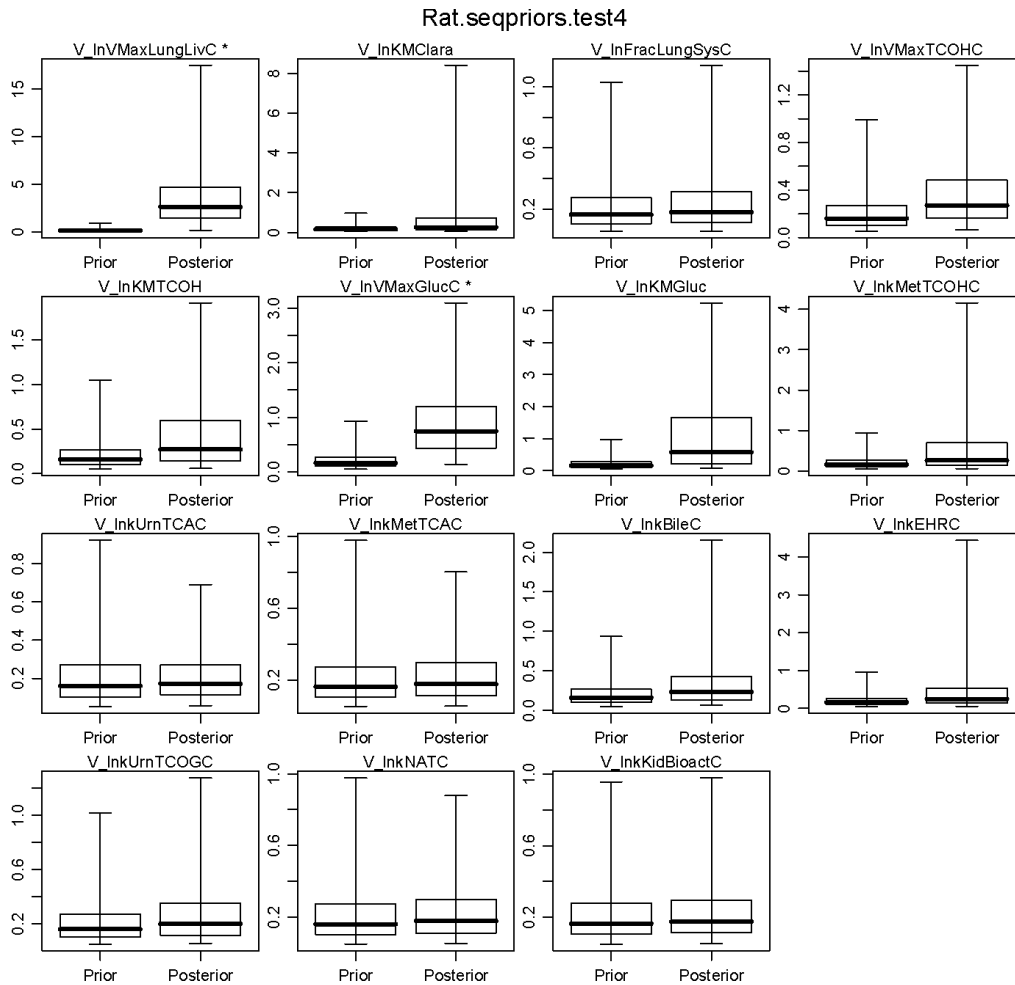 Rat.seqpriors.test4
V_lnVMaxLungLivC *
15
10
5
0
Prior Posterior
V_lnKMClara
8
6
4
2
0
Prior Posterior
V_lnFracLungSysC
1.0
0.6
0.2
Prior Posterior
V_lnVMaxTCOHC
1.2
0.8
0.4
0.0
Prior Posterior
V_lnKMTCOH
1.5
1.0
0.5
0.0
Prior Posterior
V_lnVMaxGlucC *
3.0
2.0
1.0
0.0
Prior Posterior
V_lnKMGluc
5
4
3
2
1
0
Prior Posterior
V_lnkMetTCOHC
4
3
2
1
0
Prior Posterior
V_lnkUrnTCAC
0.8
0.6
0.4
0.2
Prior Posterior
V_lnkMetTCAC
1.0
0.6
0.2
Prior Posterior
V_lnkBileC
2.0
1.5
1.0
0.5
0.0
Prior Posterior
V_lnkEHRC
4
3
2
1
0
Prior Posterior
V_lnkUrnTCOGC
1.0
0.6
0.2
Prior Posterior
V_lnkNATC
1.0
0.6
0.2
Prior Posterior
V_lnkKidBioactC
1.0
0.6
0.2
Prior Posterior